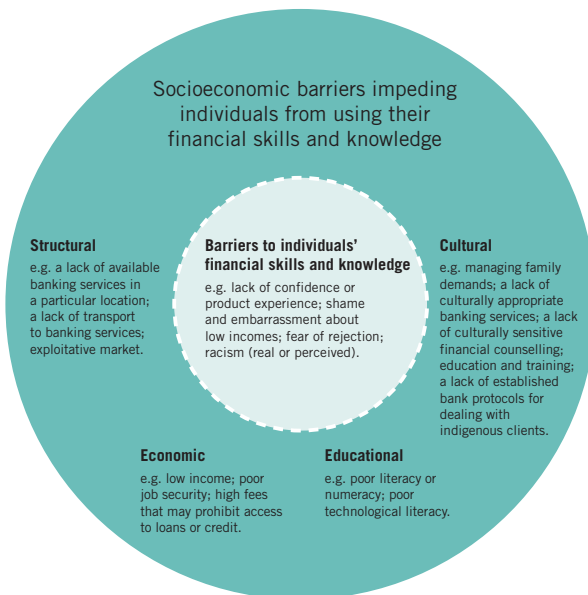 Socioeconomic barriers impeding
individuals from using their
financial skills and knowledge
Structural
e.g. a lack of available
banking services in
a particular location;
a lack of transport
to banking services;
exploitative market.
Barriers to individuals’
financial skills and knowledge
e.g. lack of confidence or
product experience; shame
and embarrassment about
low incomes; fear of rejection;
racism (real or perceived).
Cultural
e.g. managing family
demands; a lack of
culturally appropriate
banking services; a lack
of culturally sensitive
financial counselling;
education and training;
a lack of established
bank protocols for
dealing with
indigenous clients.
Economic
e.g. low income; poor
job security; high fees
that may prohibit access
to loans or credit.
Educational
e.g. poor literacy or
numeracy; poor
technological literacy.